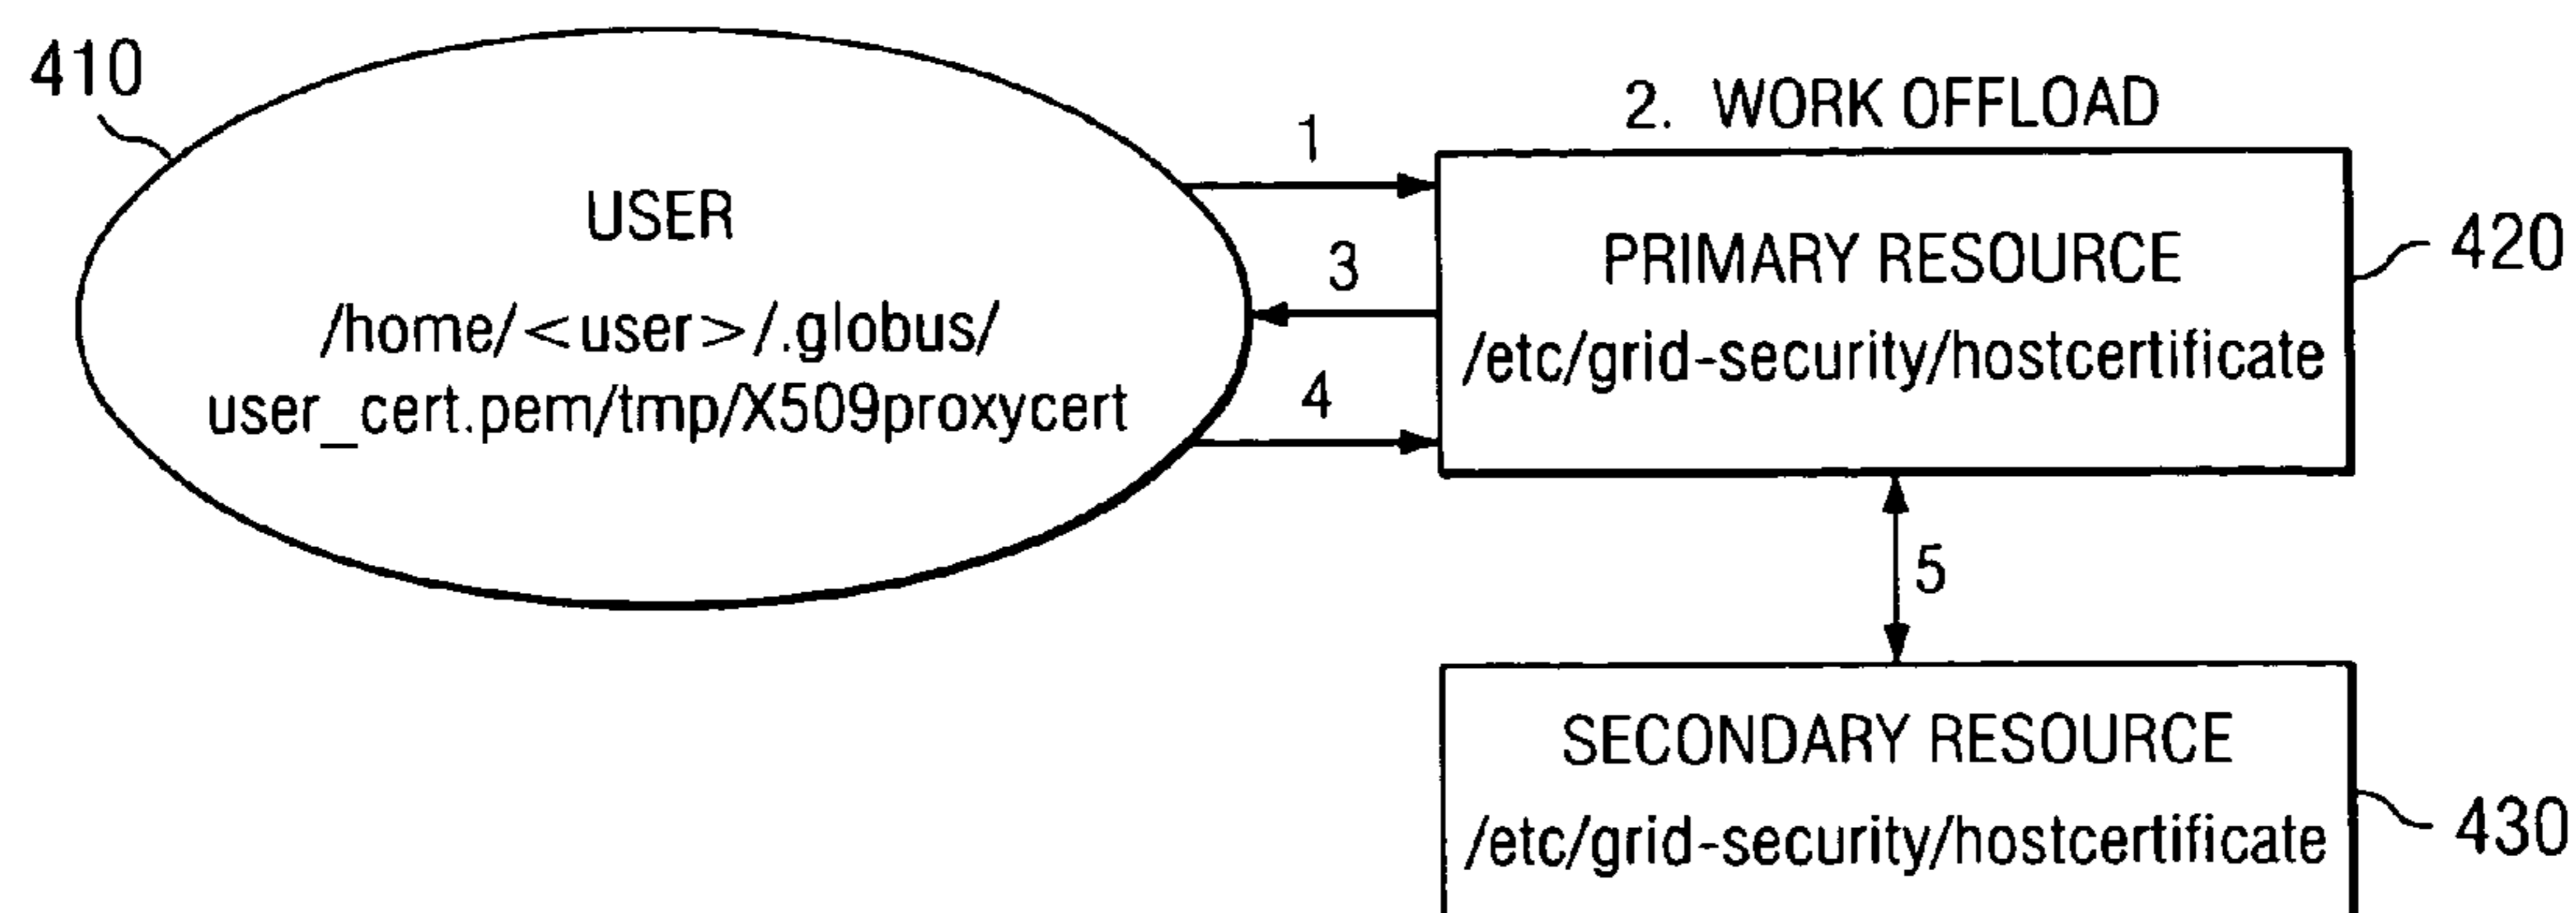 410
USER
/home/<user>/.globus/
user_cert.pem/tmp/X509proxycert
1
3
4
2. WORK OFFLOAD
PRIMARY RESOURCE
/etc/grid-security/hostcertificate
420
5
SECONDARY RESOURCE
/etc/grid-security/hostcertificate
430